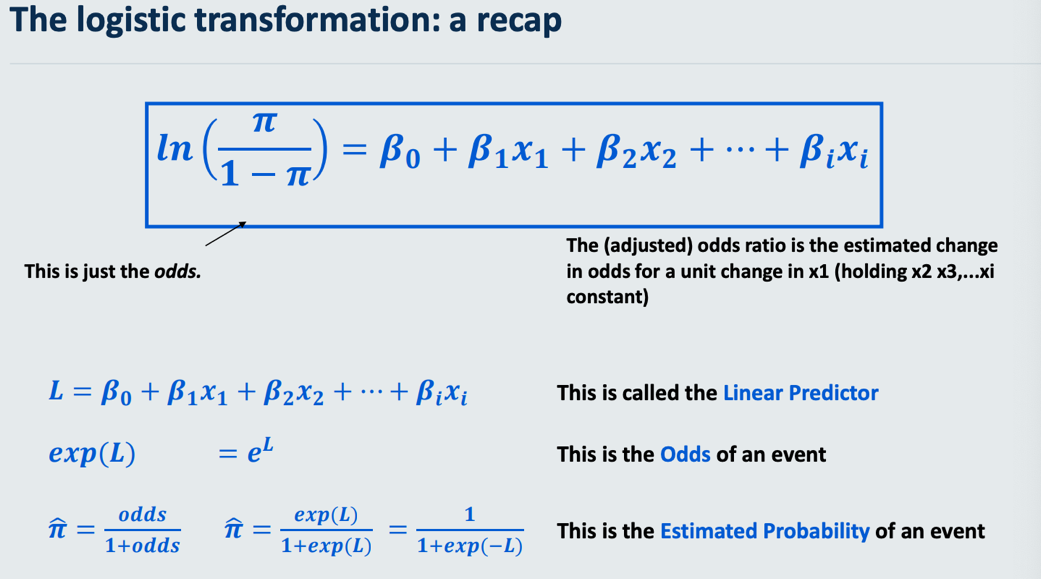 The logistic transformation: a recap
ln(π / 1 − π) = β₀ + β₁x₁ + β₂x₂ + ⋯ + βᵢxᵢ
This is just the odds.
The (adjusted) odds ratio is the estimated change
in odds for a unit change in x1 (holding x2 x3,...xi
constant)
L = β₀ + β₁x₁ + β₂x₂ + ⋯ + βᵢxᵢ
This is called the Linear Predictor
exp(L) = eᴸ
This is the Odds of an event
π̂ = odds / 1+odds π̂ = exp(L) / 1+exp(L) = 1 / 1+exp(−L)
This is the Estimated Probability of an event